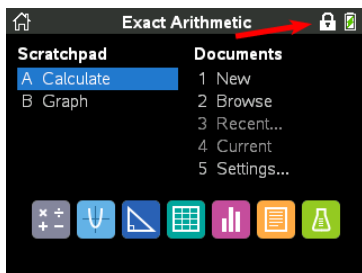 Exact Arithmetic
Scratchpad
A Calculate
B Graph
Documents
1 New
2 Browse
3 Recent...
4 Current
5 Settings...